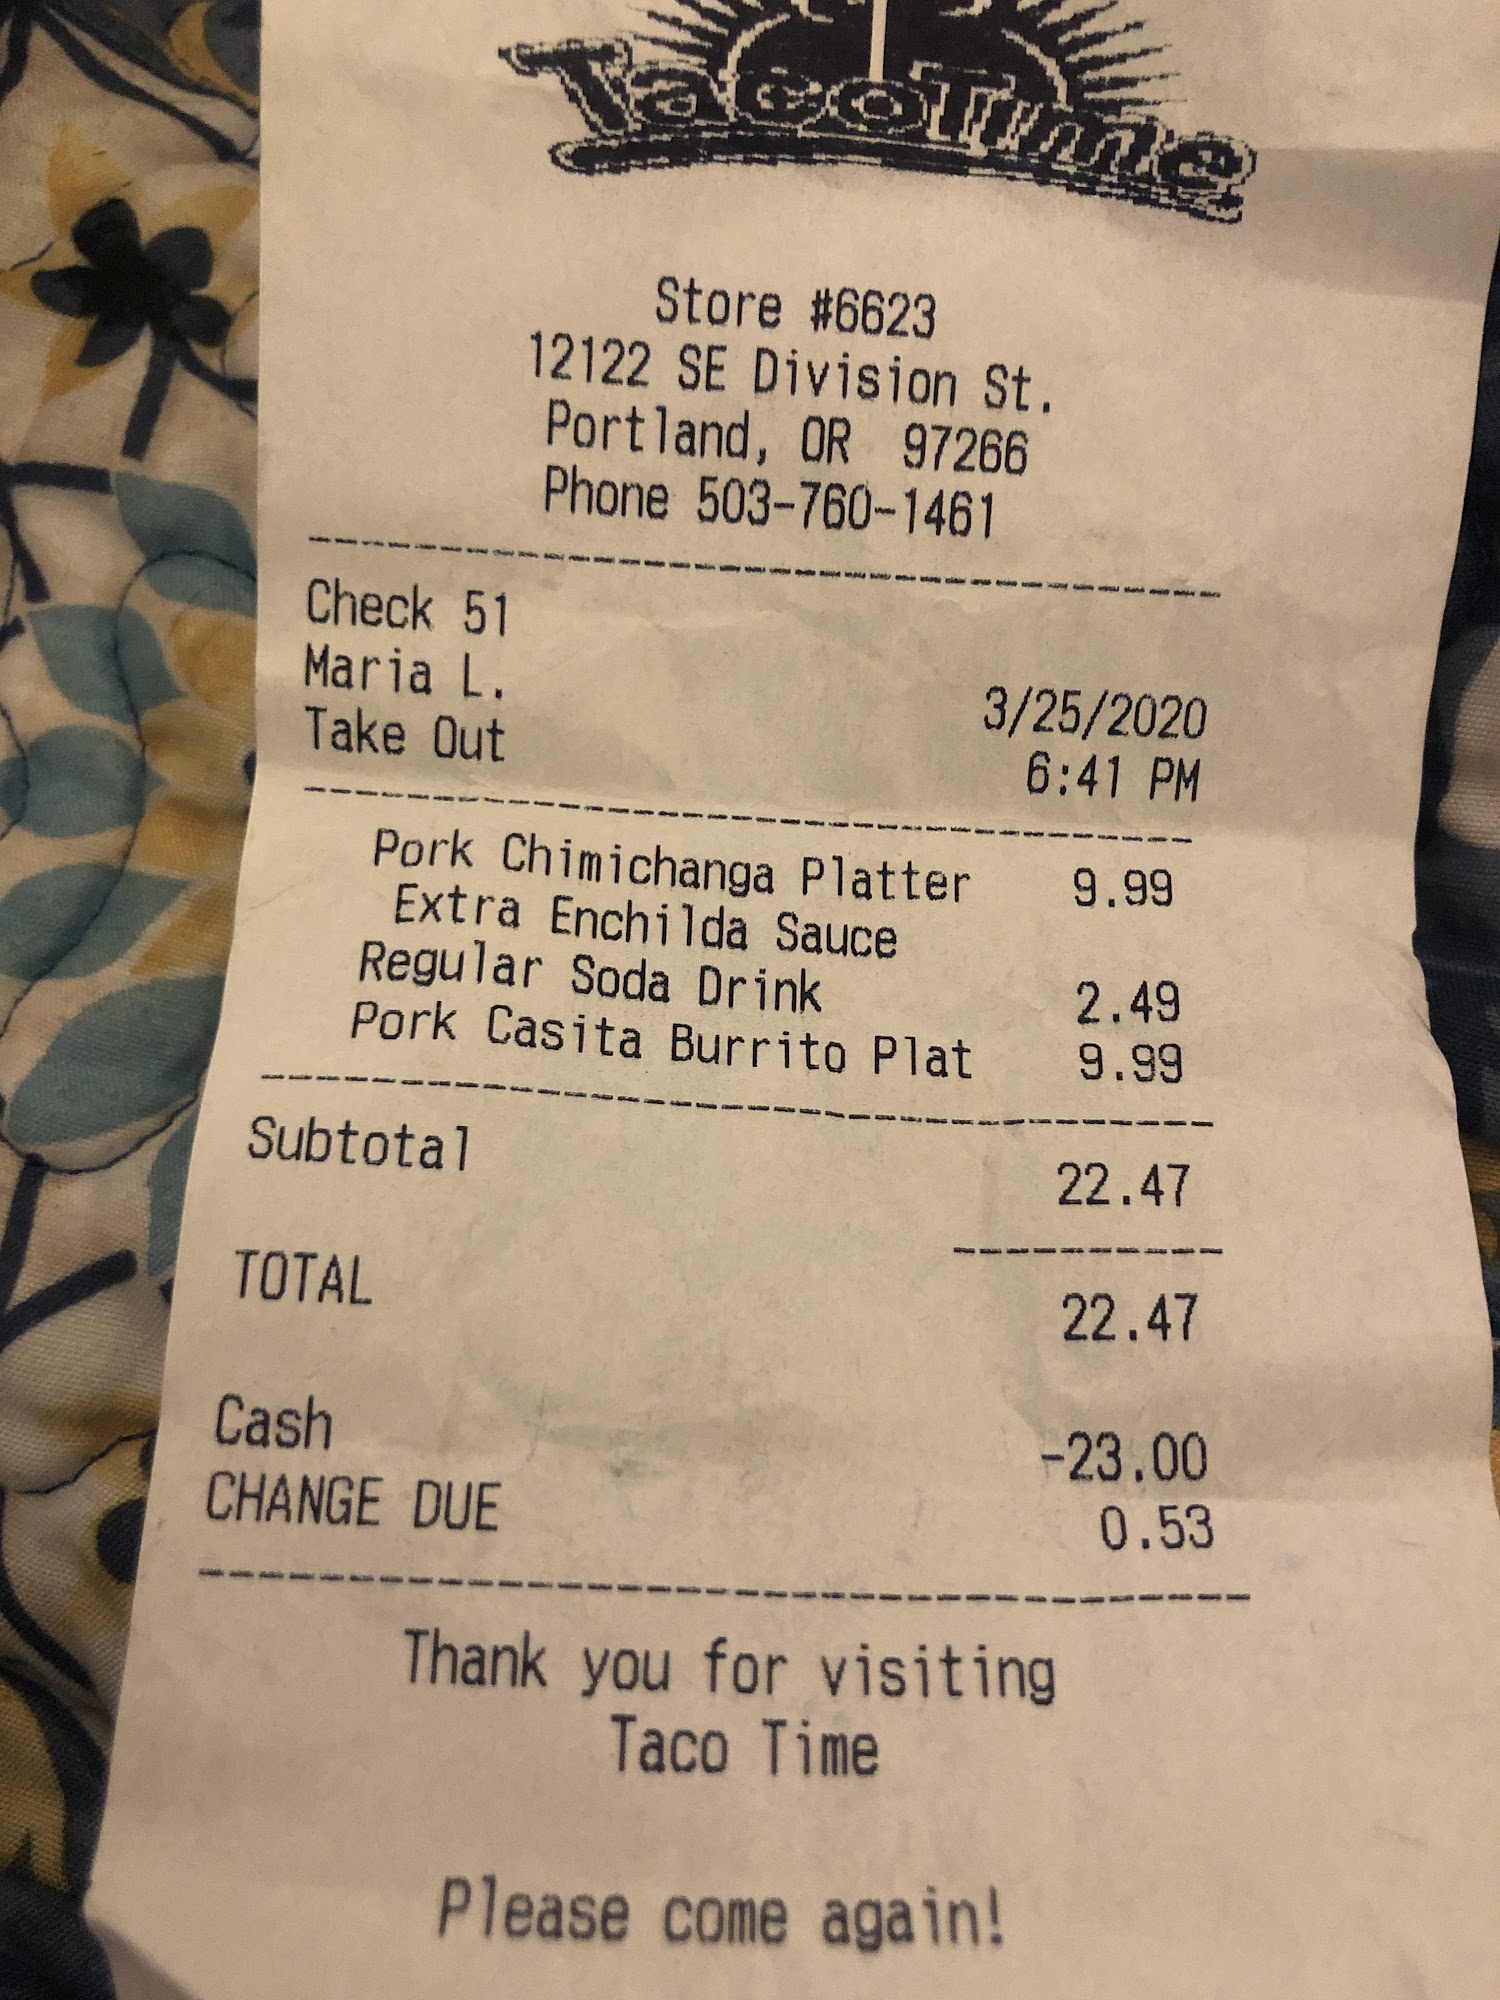 TacoTime
Store #6623
12122 SE Division St.
Portland, OR 97266
Phone 503-760-1461
Check 51
Maria L.
3/25/2020
Take Out
6:41 PM
Pork Chimichanga Platter 9.99
Extra Enchilda Sauce
Regular Soda Drink 2.49
Pork Casita Burrito Plat 9.99
Subtotal 22.47
TOTAL 22.47
Cash -23.00
CHANGE DUE 0.53
Thank you for visiting
Taco Time
Please come again!